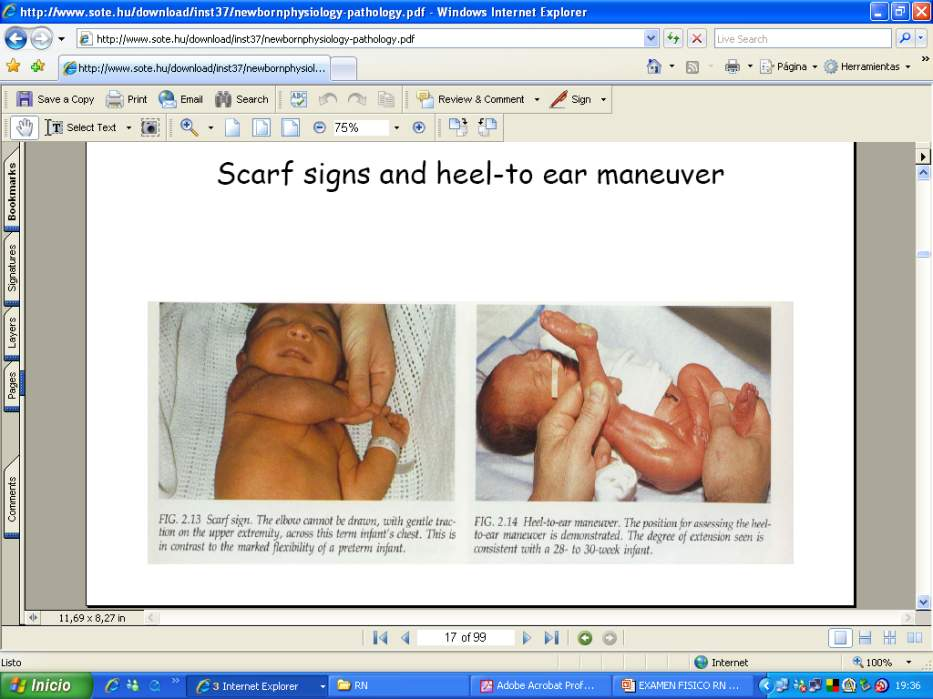 http://www.sote.hu/download/inst37/newbornphysiology-pathology.pdf - Windows Internet Explorer
http://www.sote.hu/download/inst37/newbornphysiology-pathology.pdf
Live Search
http://www.sote.hu/download/inst37/newbornphysiol...
Página
Herramientas
Save a Copy
Print
Email
Search
Review & Comment
Sign
Select Text
75%
Bookmarks
Signatures
Layers
Pages
Comments
Scarf signs and heel-to ear maneuver
FIG. 2.13 Scarf sign. The elbow cannot be drawn, with gentle trac-
tion on the upper extremity, across this term infant's chest. This is
in contrast to the marked flexibility of a preterm infant.
FIG. 2.14 Heel-to-ear maneuver. The position for assessing the heel-
to-ear maneuver is demonstrated. The degree of extension seen is
consistent with a 28- to 30-week infant.
11,69 x 8,27 in
17 of 99
Listo
Internet
100%
Inicio
3 Internet Explorer
RN
Adobe Acrobat Prof...
EXAMEN FISICO RN ...
19:36